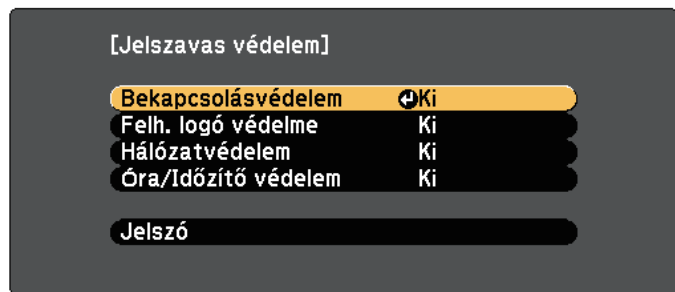 [Jelszavas védelem]
Bekapcsolásvédelem Ki
Felh. logó védelme Ki
Hálózatvédelem Ki
Óra/Időzítő védelem Ki
Jelszó